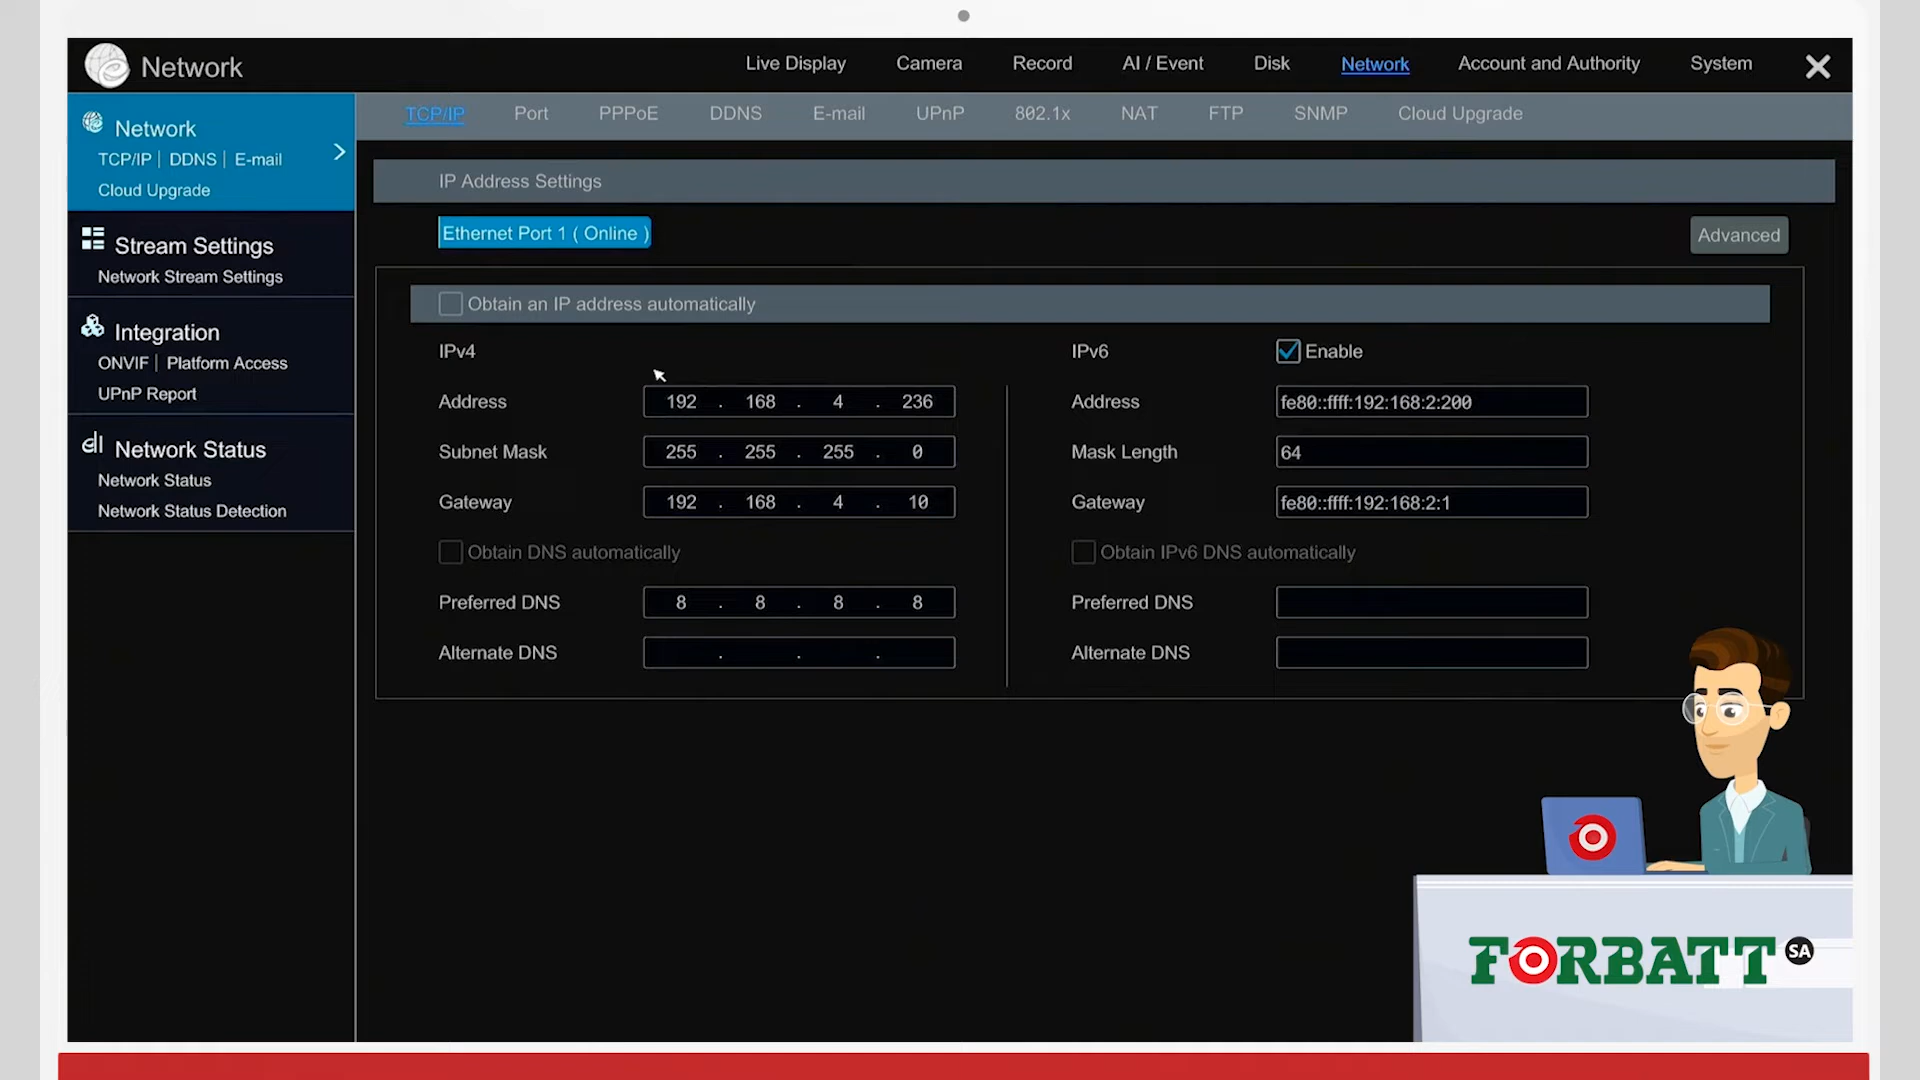 Network
Live Display Camera Record AI / Event Disk Network Account and Authority System
Network
TCP/IP | DDNS | E-mail
Cloud Upgrade
Stream Settings
Network Stream Settings
Integration
ONVIF | Platform Access
UPnP Report
Network Status
Network Status
Network Status Detection
TCP/IP Port PPPoE DDNS E-mail UPnP 802.1x NAT FTP SNMP Cloud Upgrade
IP Address Settings
Ethernet Port 1 ( Online )
Advanced
Obtain an IP address automatically
IPv4
Address 192 . 168 . 4 . 236
Subnet Mask 255 . 255 . 255 . 0
Gateway 192 . 168 . 4 . 10
Obtain DNS automatically
Preferred DNS 8 . 8 . 8 . 8
Alternate DNS . . .
IPv6 Enable
Address fe80::ffff:192:168:2:200
Mask Length 64
Gateway fe80::ffff:192:168:2:1
Obtain IPv6 DNS automatically
Preferred DNS
Alternate DNS
FORBATT SA